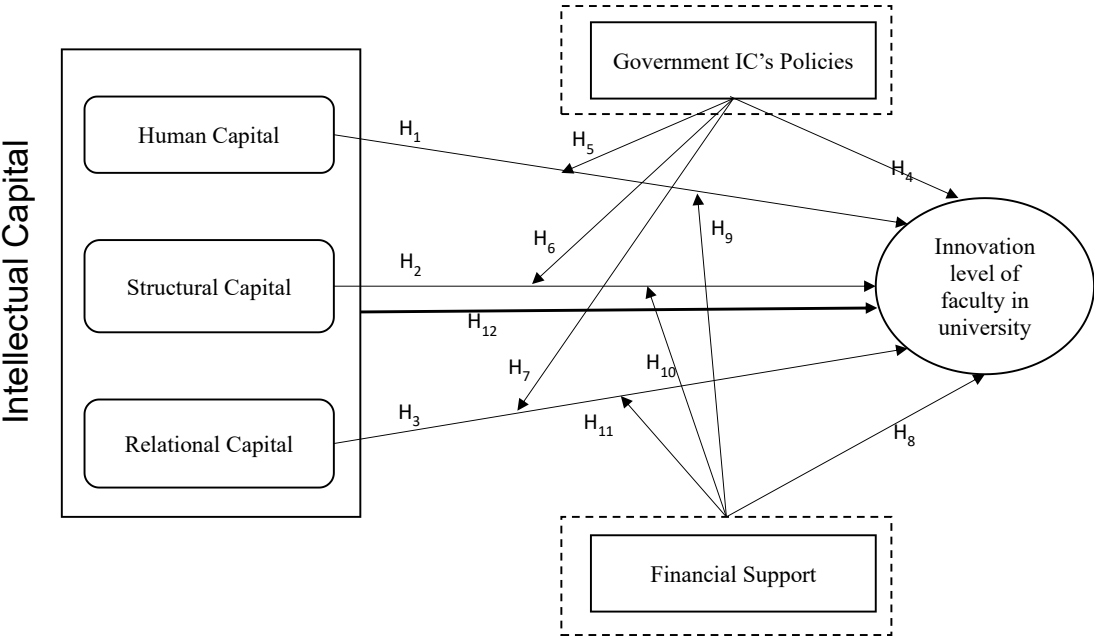 Government IC's Policies
Intellectual Capital
Human Capital
H1
H5
H4
H9
H6
Structural Capital
H2
Innovation
level of
faculty in
university
H12
H7
H10
Relational Capital
H3
H11
H8
Financial Support